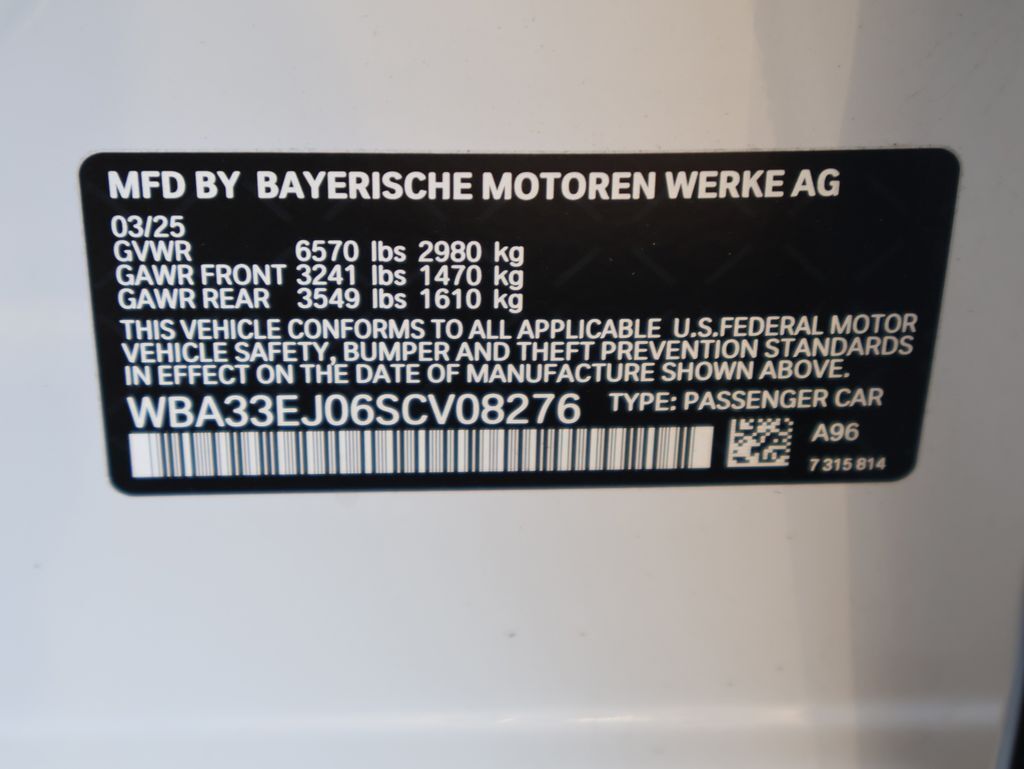 MFD BY BAYERISCHE MOTOREN WERKE AG
03/25
GVWR 6570 lbs 2980 kg
GAWR FRONT 3241 lbs 1470 kg
GAWR REAR 3549 lbs 1610 kg
THIS VEHICLE CONFORMS TO ALL APPLICABLE U.S.FEDERAL MOTOR
VEHICLE SAFETY, BUMPER AND THEFT PREVENTION STANDARDS
IN EFFECT ON THE DATE OF MANUFACTURE SHOWN ABOVE.
WBA33EJ06SCV08276 TYPE: PASSENGER CAR
A96
7 315 814